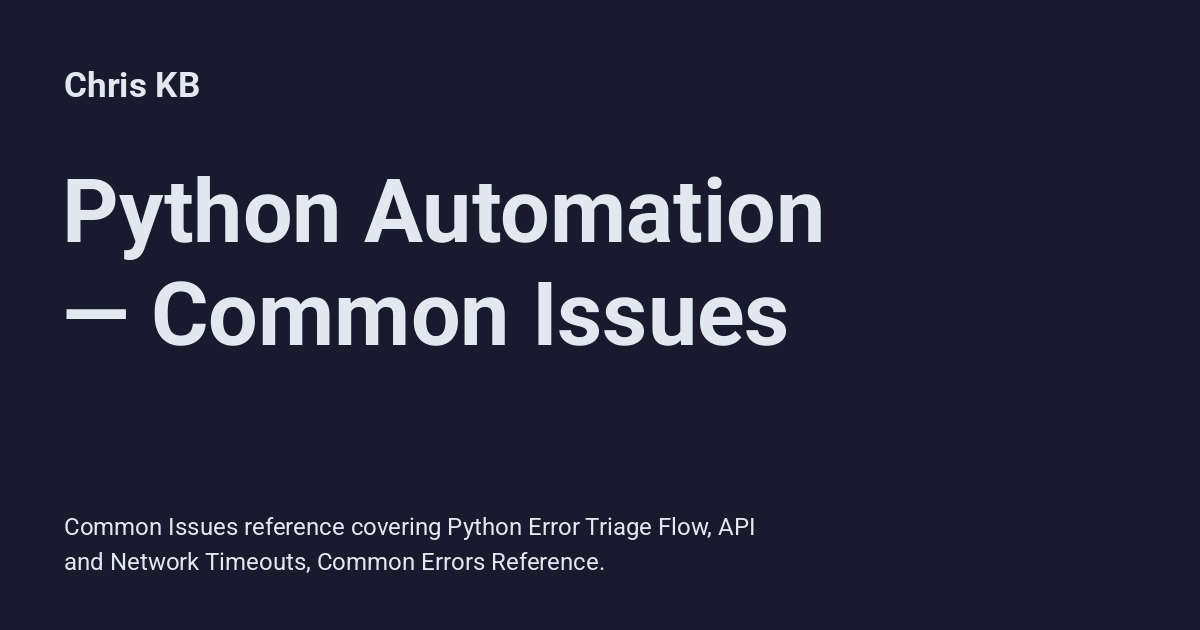 Chris KB
Python Automation
— Common Issues
Common Issues reference covering Python Error Triage Flow, API
and Network Timeouts, Common Errors Reference.